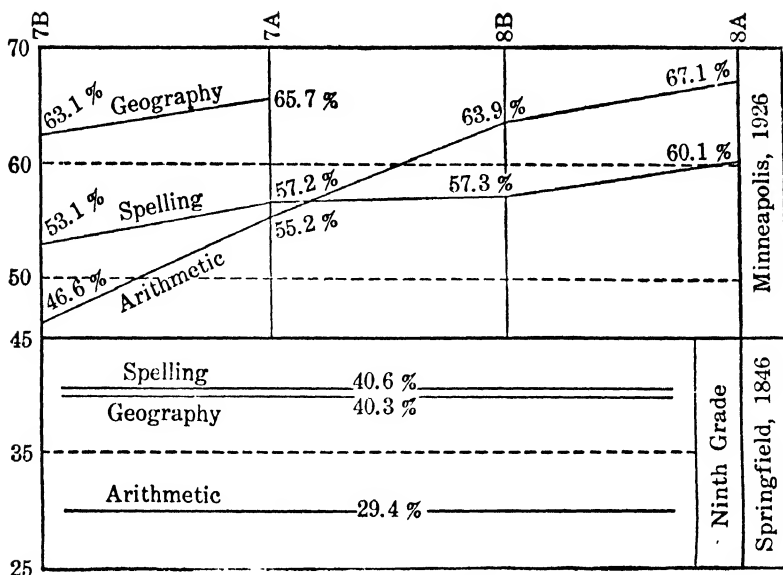 7B 7A 8B 8A
70
63.1 % Geography 65.7 % 63.9 % 67.1 %
60
53.1 % Spelling 57.2 % 57.3 % 60.1 %
55.2 %
50
46.6 % Arithmetic
45
Minneapolis, 1926
Spelling 40.6 %
Geography 40.3 %
35
Arithmetic 29.4 %
25
Ninth Grade
Springfield, 1846